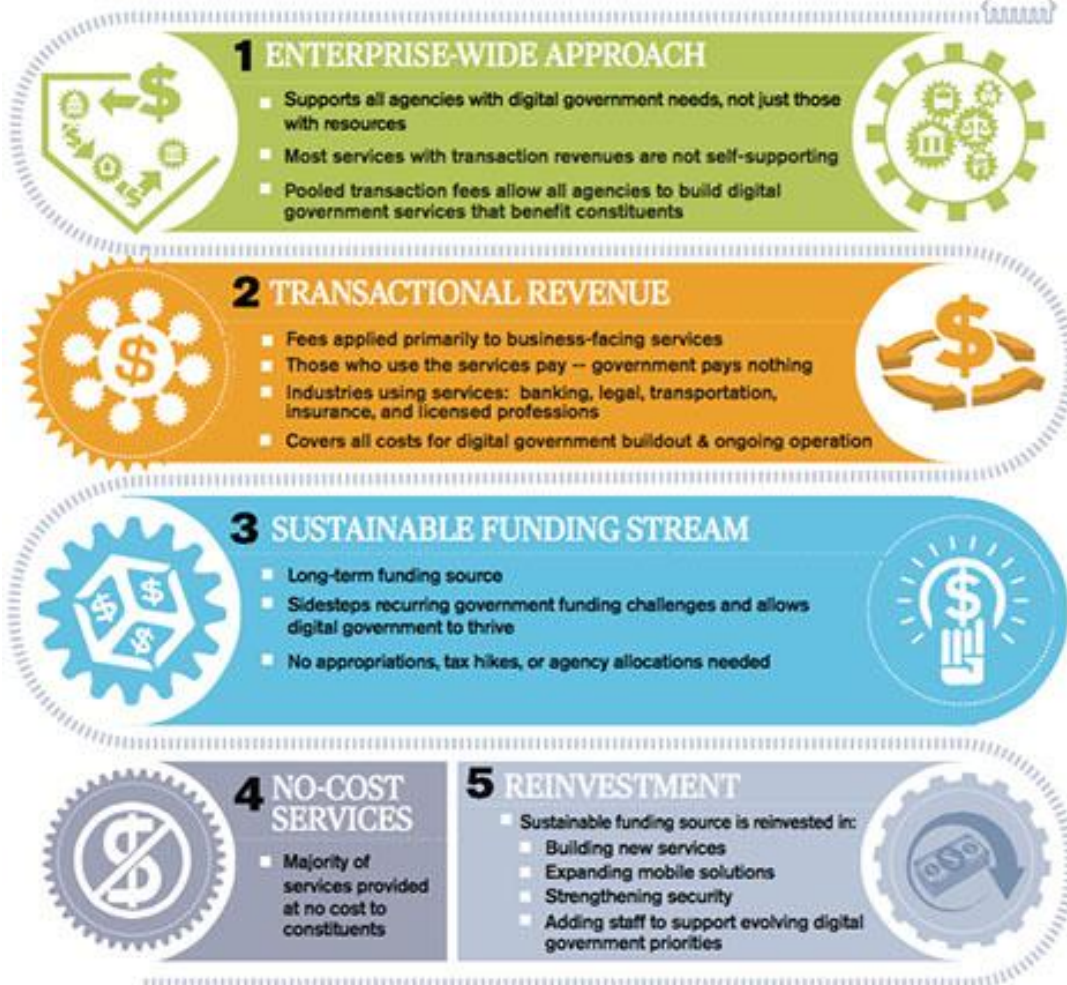 1 ENTERPRISE-WIDE APPROACH
Supports all agencies with digital government needs, not just those
with resources
Most services with transaction revenues are not self-supporting
Pooled transaction fees allow all agencies to build digital
government services that benefit constituents
2 TRANSACTIONAL REVENUE
Fees applied primarily to business-facing services
Those who use the services pay -- government pays nothing
Industries using services: banking, legal, transportation,
insurance, and licensed professions
Covers all costs for digital government buildout & ongoing operation
3 SUSTAINABLE FUNDING STREAM
Long-term funding source
Sidesteps recurring government funding challenges and allows
digital government to thrive
No appropriations, tax hikes, or agency allocations needed
4 NO-COST
SERVICES
Majority of
services provided
at no cost to
constituents
5 REINVESTMENT
Sustainable funding source is reinvested in:
Building new services
Expanding mobile solutions
Strengthening security
Adding staff to support evolving digital
government priorities